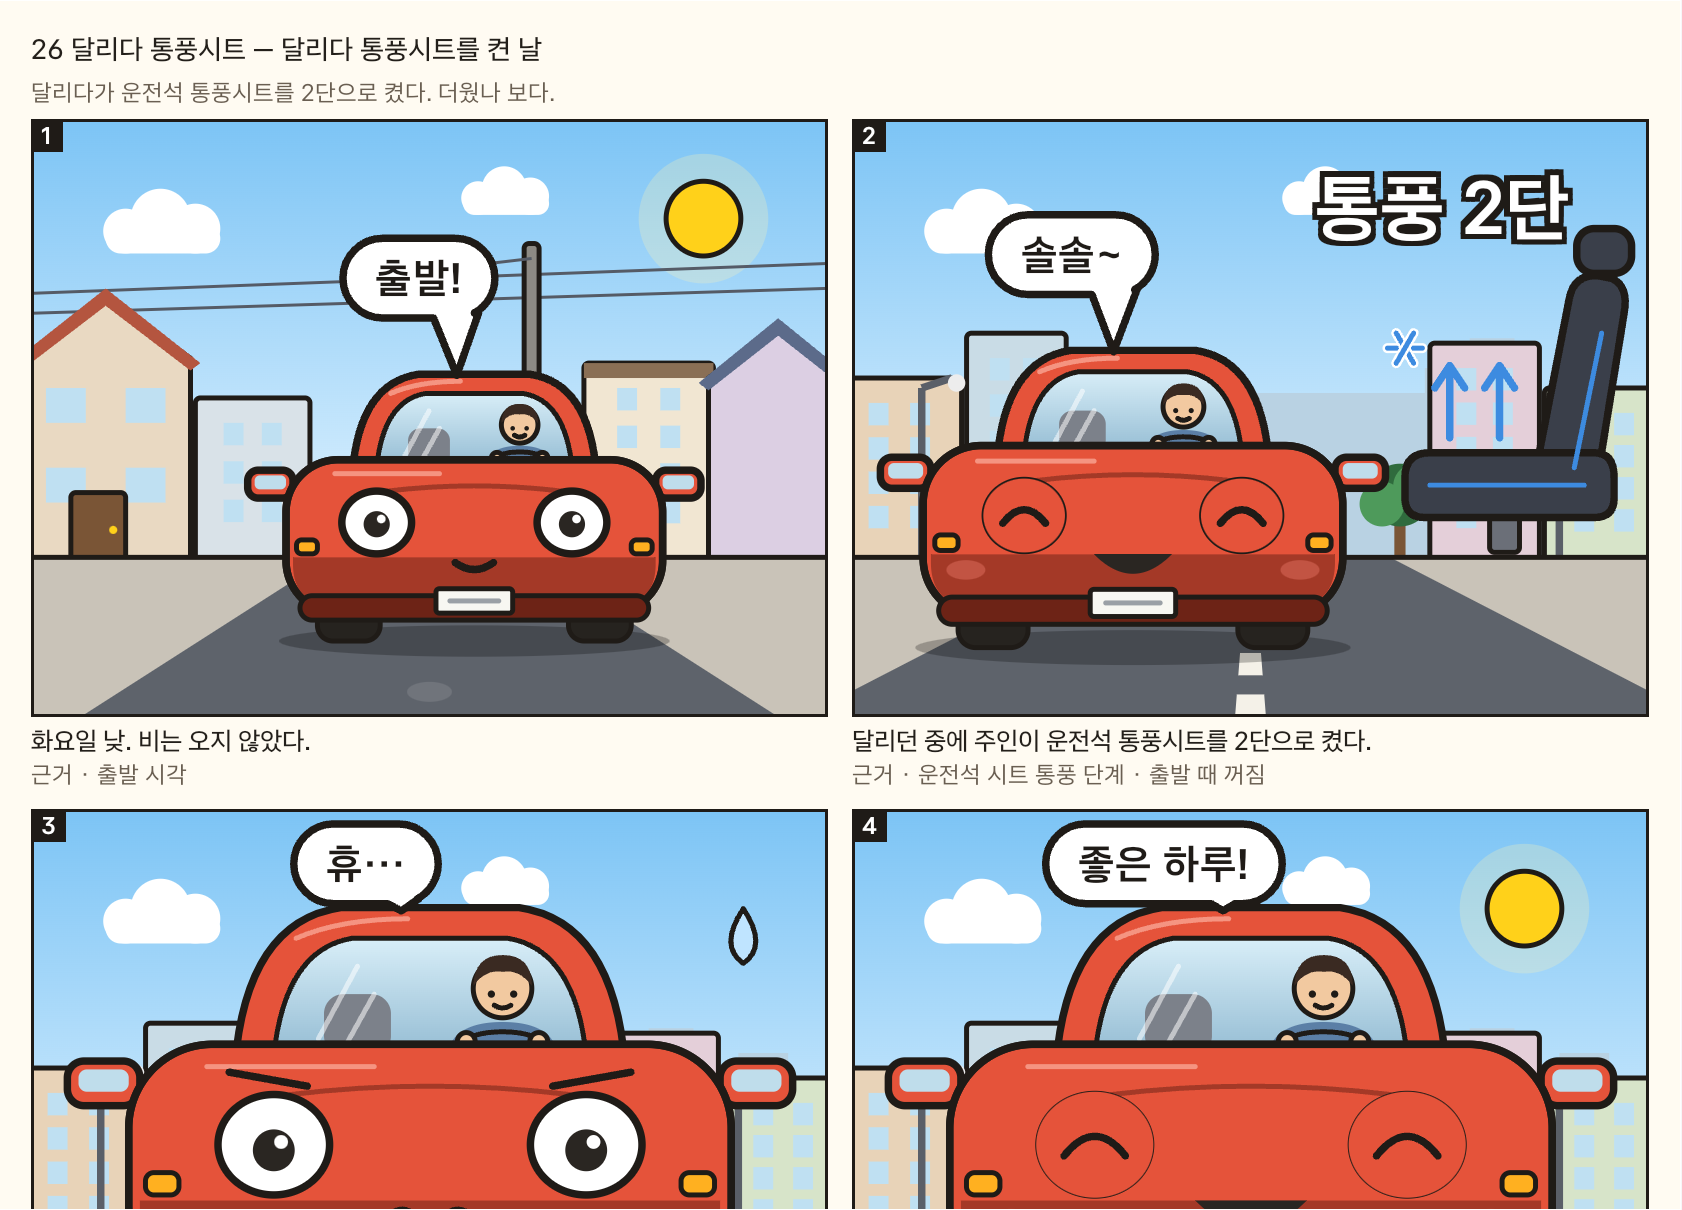 26 달리다 통풍시트 — 달리다 통풍시트를 켠 날
달리다가 운전석 통풍시트를 2단으로 켰다. 더웠나 보다.
1
출발!
화요일 낮. 비는 오지 않았다.
근거 · 출발 시각
2
통풍 2단
솔솔~
달리던 중에 주인이 운전석 통풍시트를 2단으로 켰다.
근거 · 운전석 시트 통풍 단계 · 출발 때 꺼짐
3
휴…
4
좋은 하루!